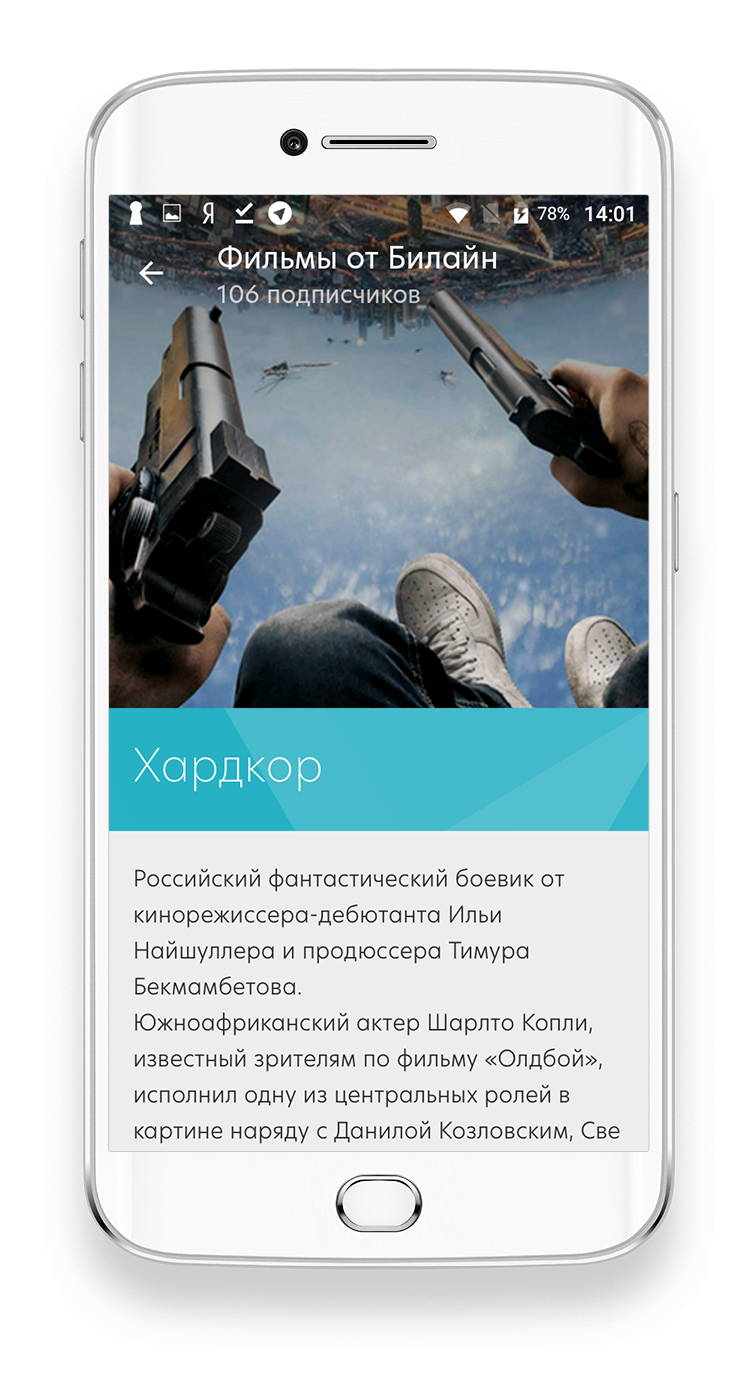 Я 78% 14:01
Фильмы от Билайн
106 подписчиков
Хардкор
Российский фантастический боевик от
кинорежиссера-дебютанта Ильи
Найшуллера и продюссера Тимура
Бекмамбетова.
Южноафриканский актер Шарлто Копли,
известный зрителям по фильму «Олдбой»,
исполнил одну из центральных ролей в
картине наряду с Данилой Козловским, Све